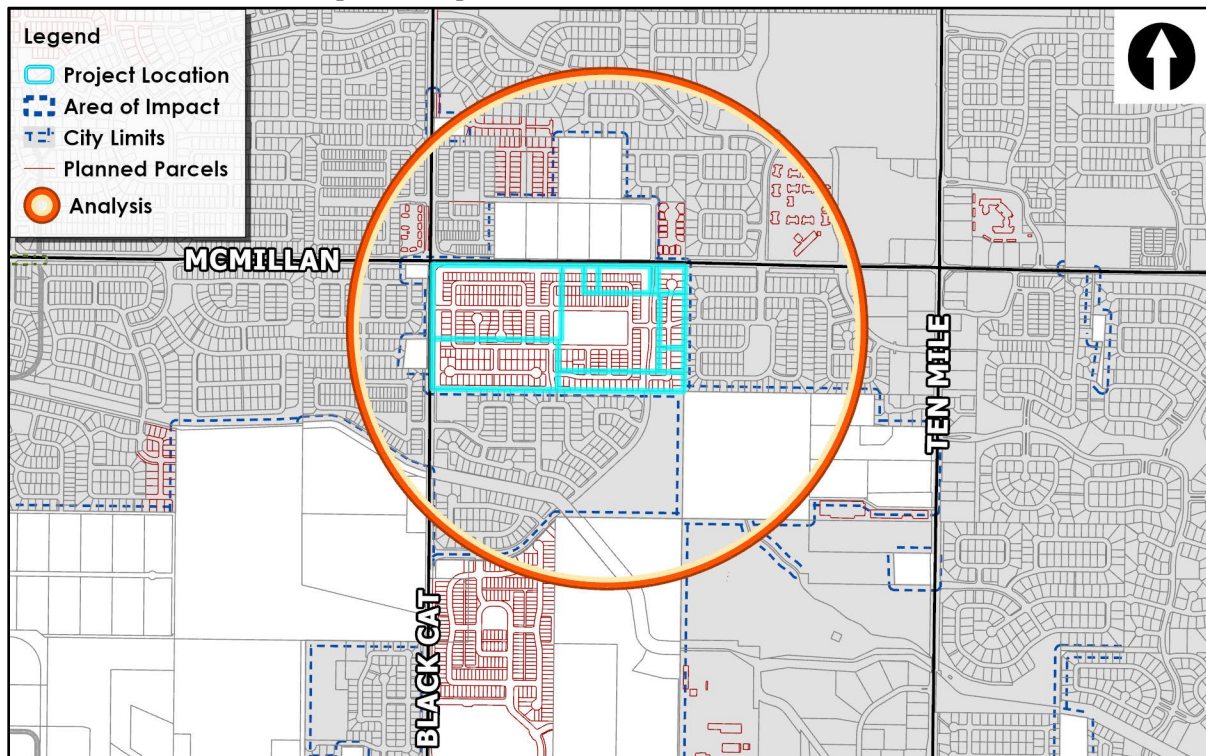 Legend
Project Location
Area of Impact
City Limits
Planned Parcels
Analysis
MCMILLAN
TEN MILE
BLACK CAT